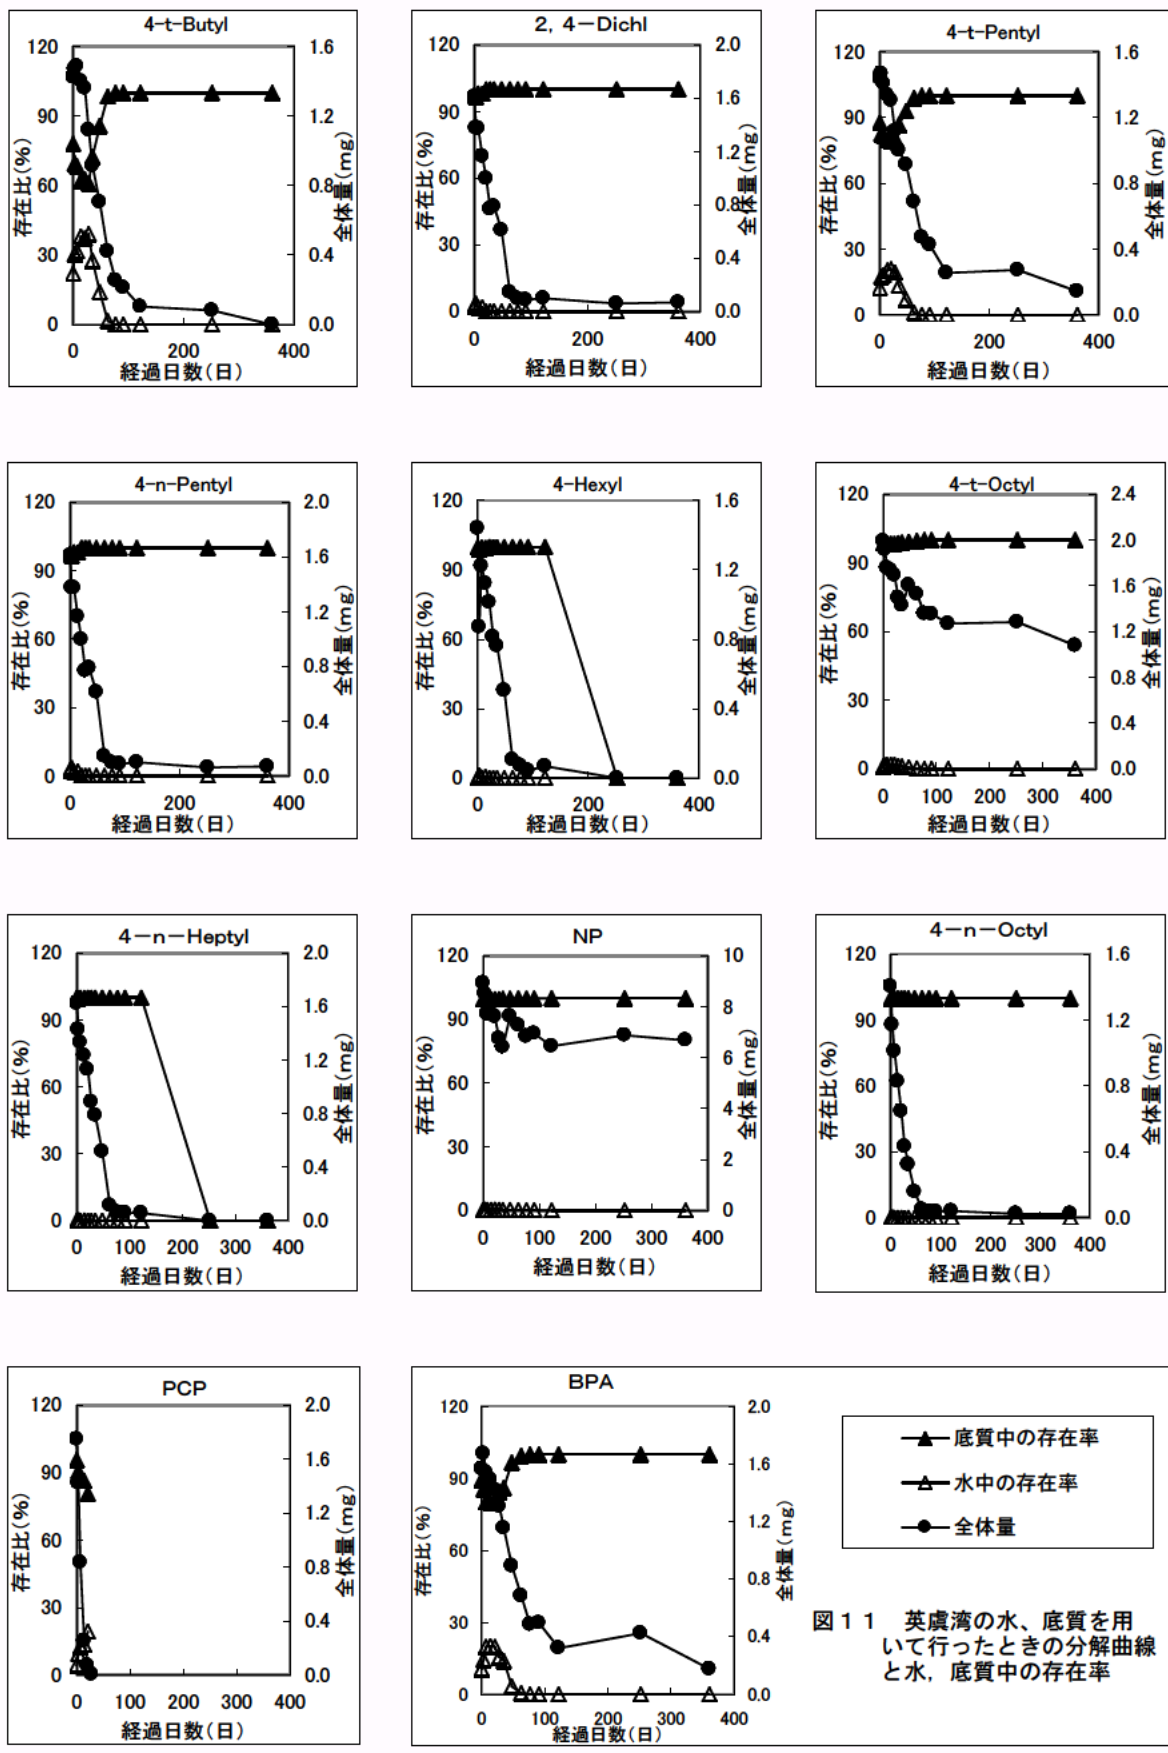 4-t-Butyl
120
90
60
30
0
1.6
1.2
0.8
0.4
0.0
0
200
400
存在比(%)
全体量(mg)
経過日数(日)
2, 4－Dichl
120
90
60
30
0
2.0
1.6
1.2
0.8
0.4
0.0
0
200
400
存在比(%)
全体量(mg)
経過日数(日)
4-t-Pentyl
120
90
60
30
0
1.6
1.2
0.8
0.4
0.0
0
200
400
存在比(%)
全体量(mg)
経過日数(日)
4-n-Pentyl
120
90
60
30
0
2.0
1.6
1.2
0.8
0.4
0.0
0
200
400
存在比(%)
全体量(mg)
経過日数(日)
4-Hexyl
120
90
60
30
0
1.6
1.2
0.8
0.4
0.0
0
200
400
存在比(%)
全体量(mg)
経過日数(日)
4-t-Octyl
120
90
60
30
0
2.4
2.0
1.6
1.2
0.8
0.4
0.0
0 100 200 300 400
存在比(%)
全体量(mg)
経過日数(日)
4－n－Heptyl
120
90
60
30
0
2.0
1.6
1.2
0.8
0.4
0.0
0 100 200 300 400
存在比(%)
全体量(mg)
経過日数(日)
NP
120
90
60
30
0
10
8
6
4
2
0
0 100 200 300 400
存在比(%)
全体量(mg)
経過日数(日)
4－n－Octyl
120
90
60
30
0
1.6
1.2
0.8
0.4
0.0
0 100 200 300 400
存在比(%)
全体量(mg)
経過日数(日)
PCP
120
90
60
30
0
2.0
1.6
1.2
0.8
0.4
0.0
0 100 200 300 400
存在比(%)
全体量(mg)
経過日数(日)
BPA
120
90
60
30
0
2.0
1.6
1.2
0.8
0.4
0.0
0 100 200 300 400
存在比(%)
全体量(mg)
経過日数(日)
底質中の存在率
水中の存在率
全体量
図１１ 英虞湾の水、底質を用
いて行ったときの分解曲線
と水, 底質中の存在率